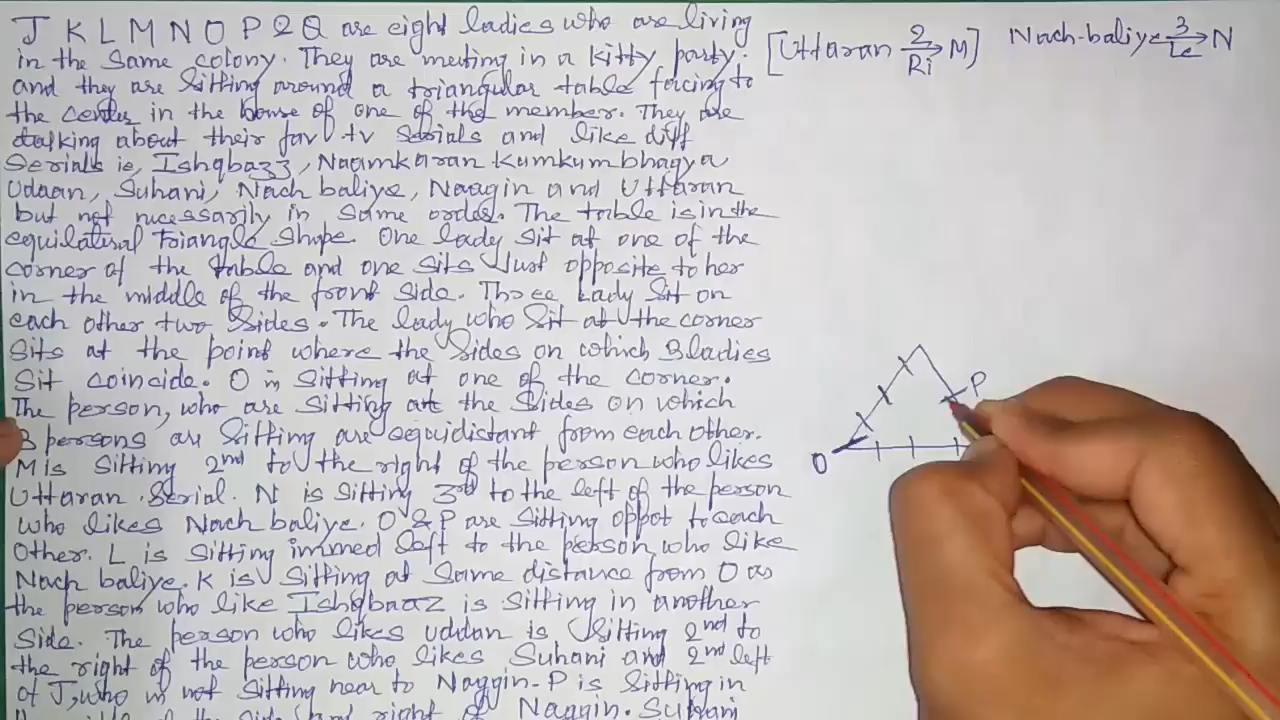 J K L M N O P & Q are eight ladies who are living
in the same colony. They are meeting in a kitty party.
and they are sitting around a triangular table facing to
the center in the house of one of the member. They are
talking about their fav tv serials and like diff
serials ie, Ishqbazz, Naamkaran Kumkumbhagya
Udaan, Suhani, Nach baliye, Naagin and Uttaran
but not necessarily in same order. The table is in the
equilateral Triangle shape. One lady sit at one of the
corner of the table and one sits just opposite to her
in the middle of the front side. Three Lady sit on
each other two sides. The lady who sit at the corner
sits at the point where the sides on which 3 ladies
sit coincide. O is sitting at one of the corner.
The person, who are sitting at the sides on which
3 persons are sitting are equidistant from each other.
M is sitting 2nd to the right of the person who likes
Uttaran Serial. N is sitting 3rd to the left of the person
who likes Nach baliye. O & P are sitting oppot to each
other. L is sitting immed left to the person who like
Nach baliye. K is sitting at same distance from O as
the person who like Ishqbaaz is sitting in another
side. The person who likes uddan is sitting 2nd to
the right of the person who likes Suhani and 2nd left
of J, who is not sitting near to Naggin. P is sitting in
the side and right of Naggin. Suhani
[Uttaran 2 Ri M] Nach-baliye 3 Le N
P
O